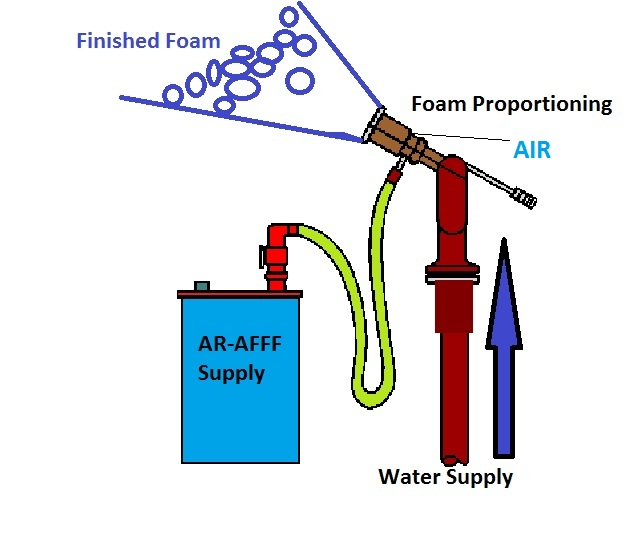 Finished Foam
Foam Proportioning
AIR
AR-AFFF
Supply
Water Supply